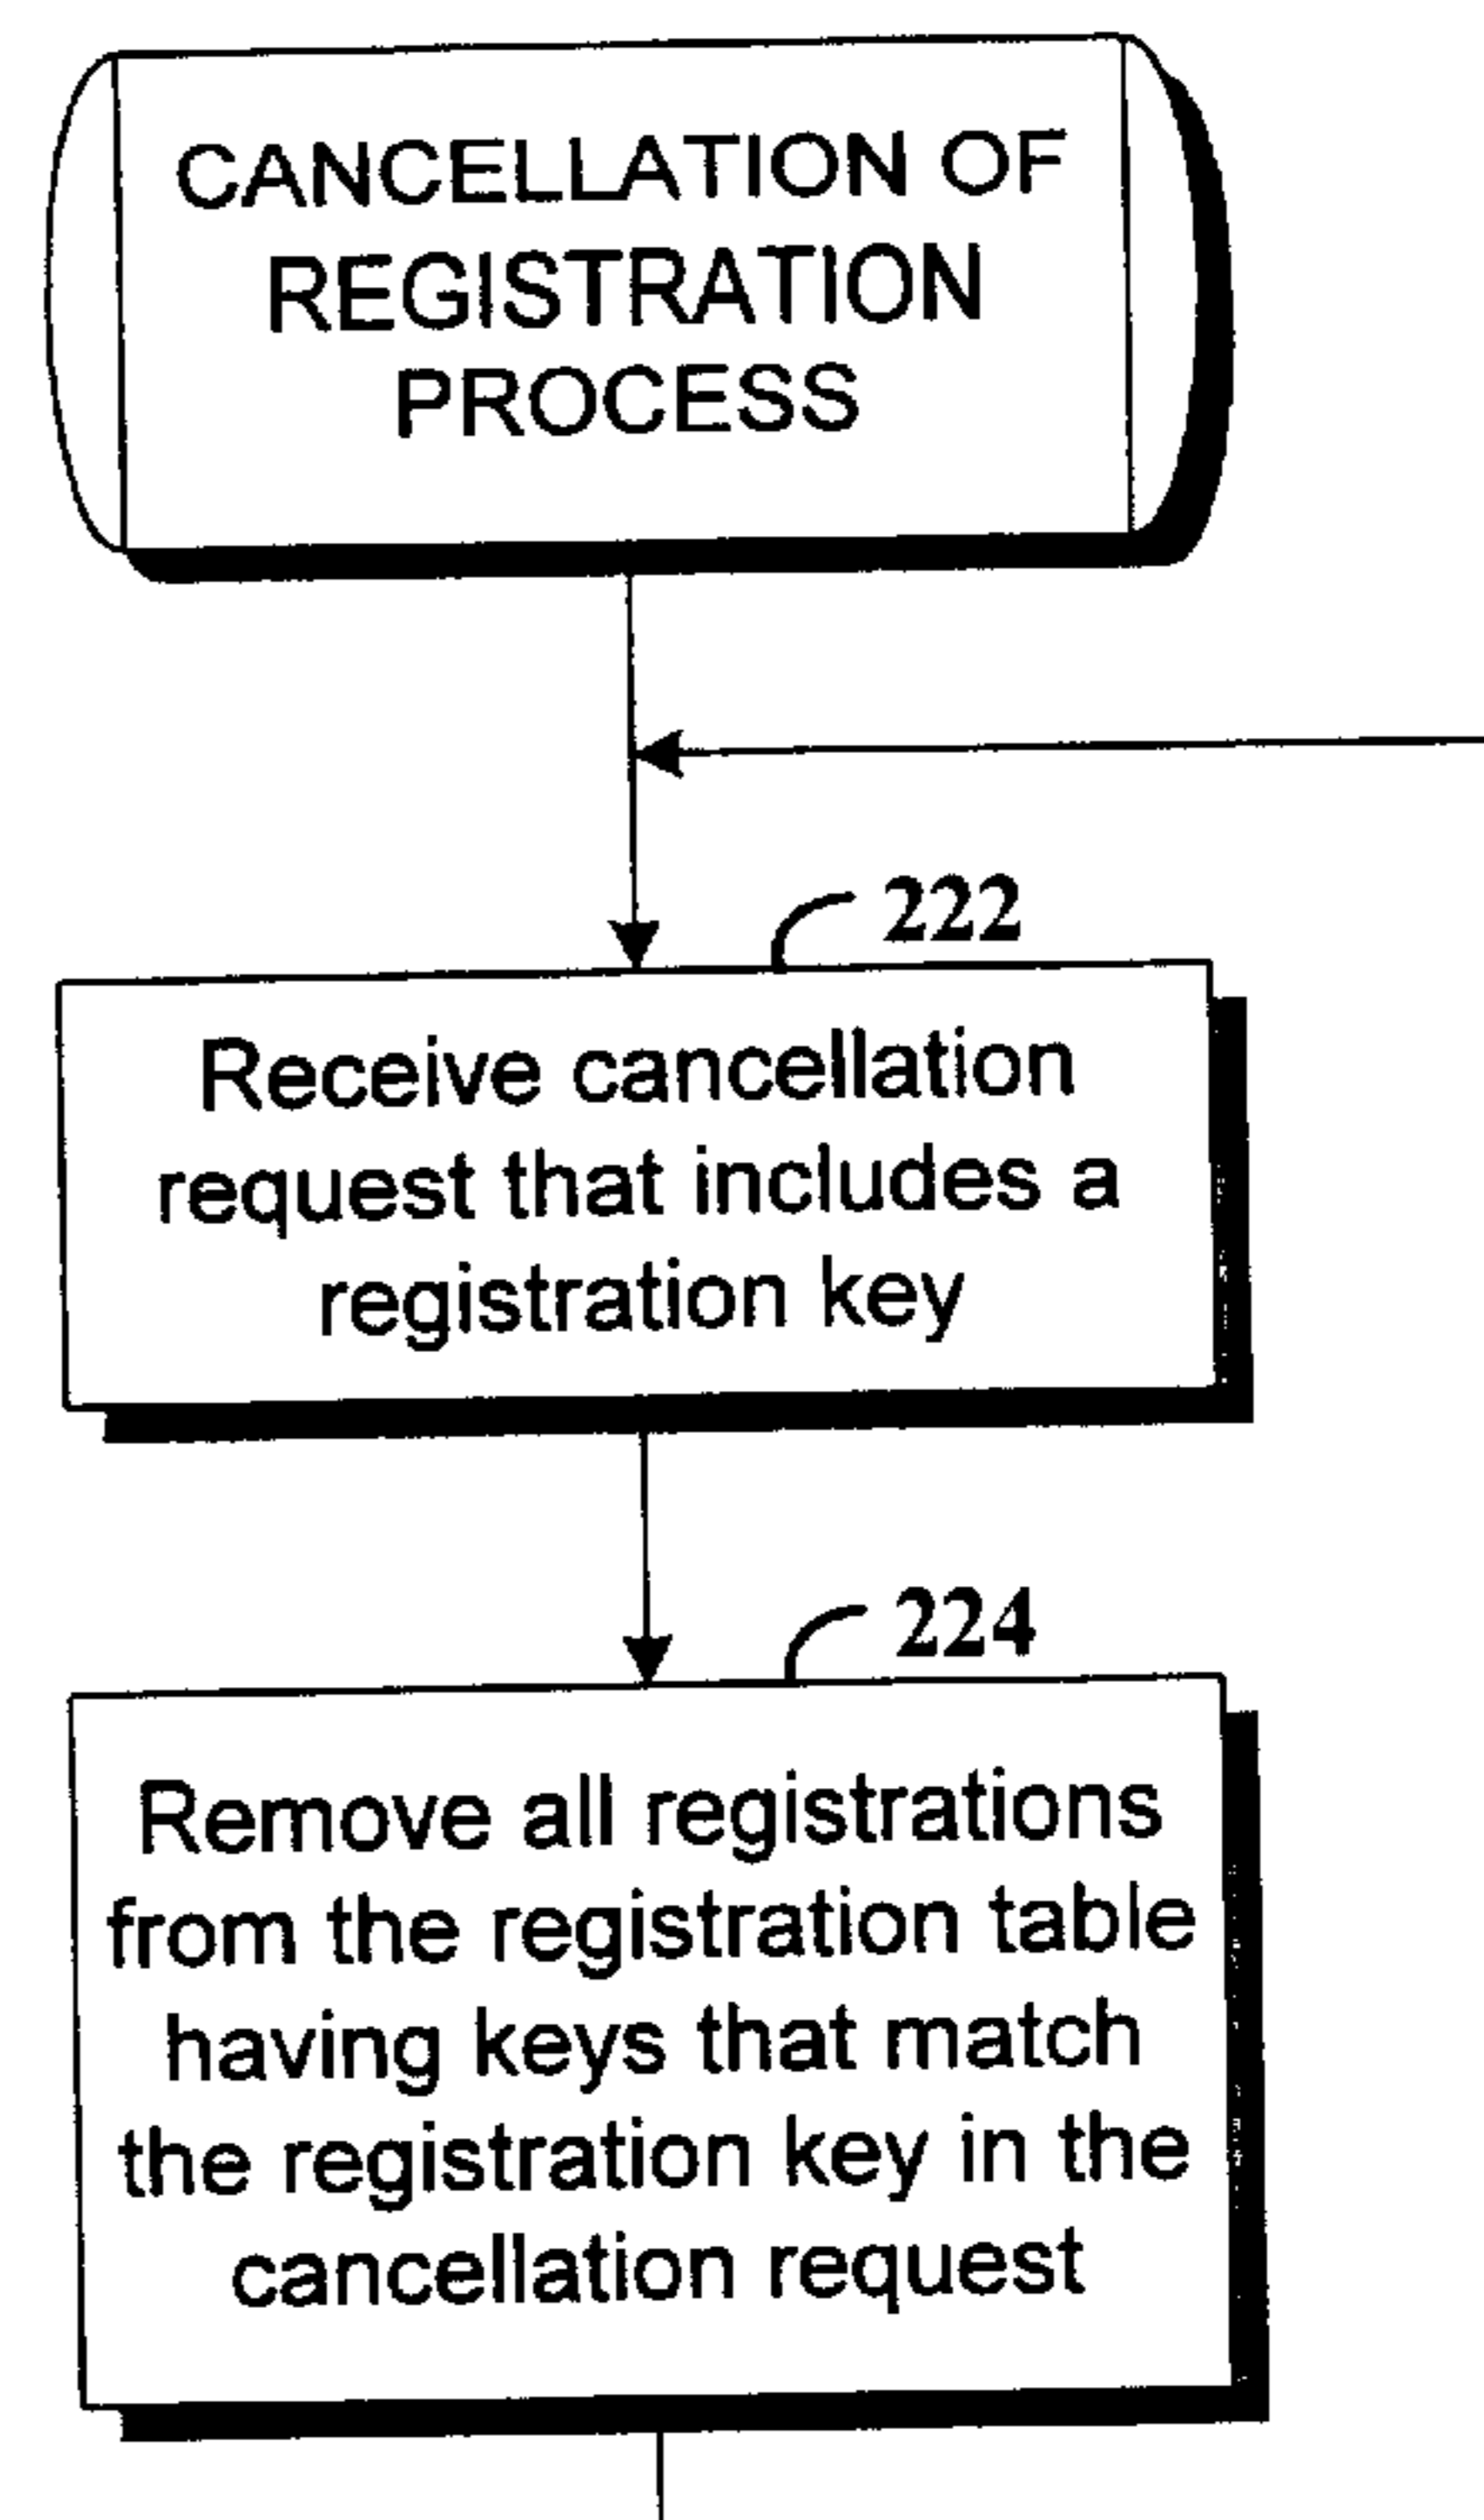 CANCELLATION OF
REGISTRATION
PROCESS
222
Receive cancellation
request that includes a
registration key
224
Remove all registrations
from the registration table
having keys that match
the registration key in the
cancellation request